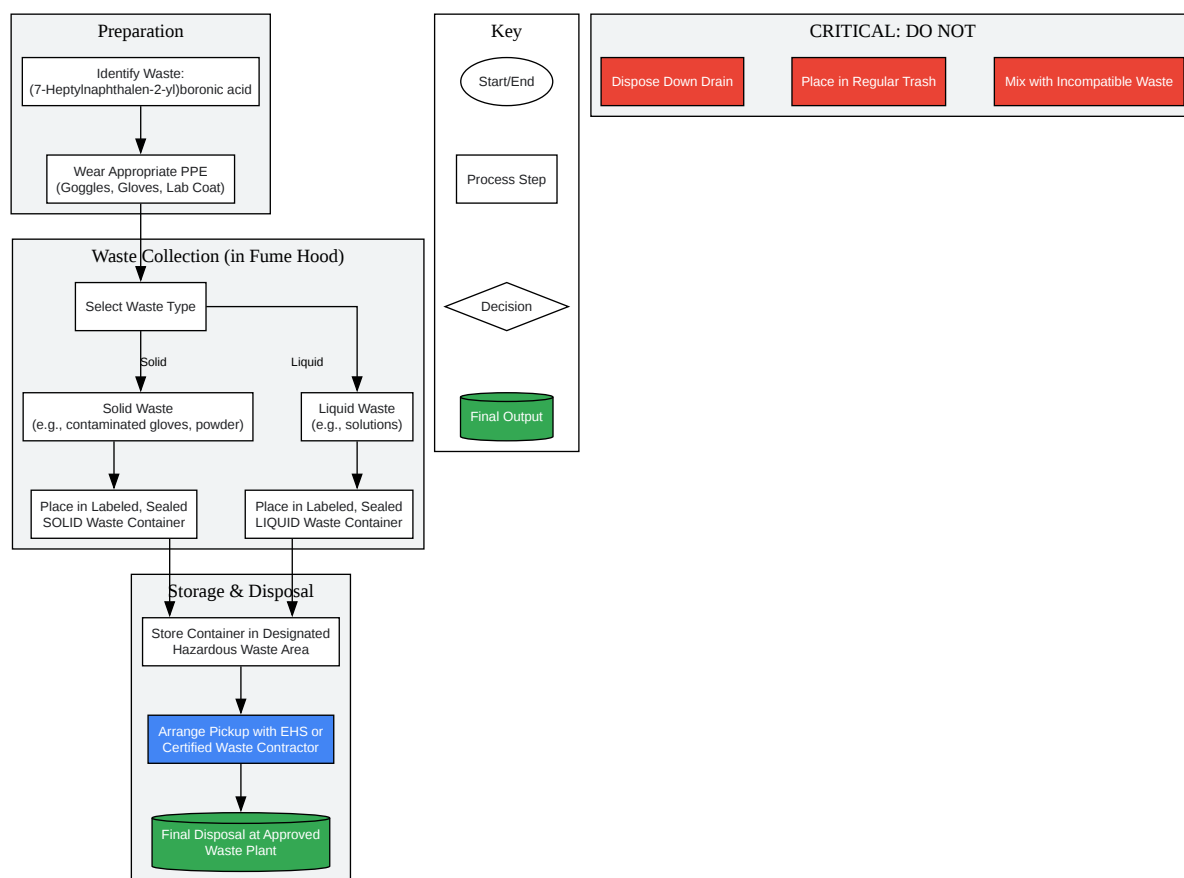 Preparation
Identify Waste:
(7-Heptylnaphthalen-2-yl)boronic acid
Wear Appropriate PPE
(Goggles, Gloves, Lab Coat)
Waste Collection (in Fume Hood)
Select Waste Type
Solid
Liquid
Solid Waste
(e.g., contaminated gloves, powder)
Liquid Waste
(e.g., solutions)
Place in Labeled, Sealed
SOLID Waste Container
Place in Labeled, Sealed
LIQUID Waste Container
Storage & Disposal
Store Container in Designated
Hazardous Waste Area
Arrange Pickup with EHS or
Certified Waste Contractor
Final Disposal at Approved
Waste Plant
Key
Start/End
Process Step
Decision
Final Output
CRITICAL: DO NOT
Dispose Down Drain
Place in Regular Trash
Mix with Incompatible Waste